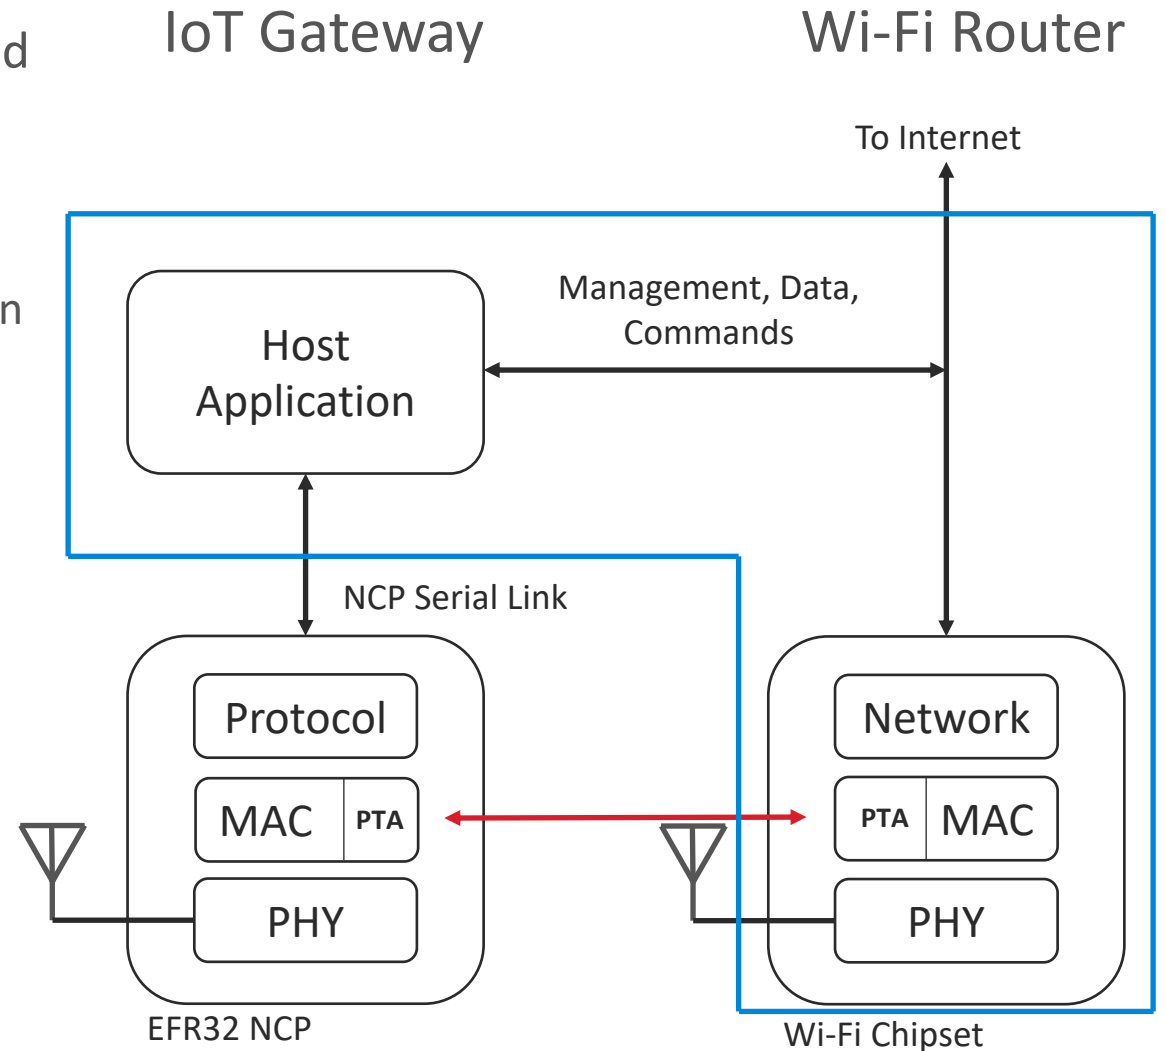 d
IoT Gateway
Wi-Fi Router
To Internet
n
Management, Data,
Commands
Host
Application
NCP Serial Link
Protocol
Network
MAC
PTA
PTA
MAC
PHY
PHY
EFR32 NCP
Wi-Fi Chipset